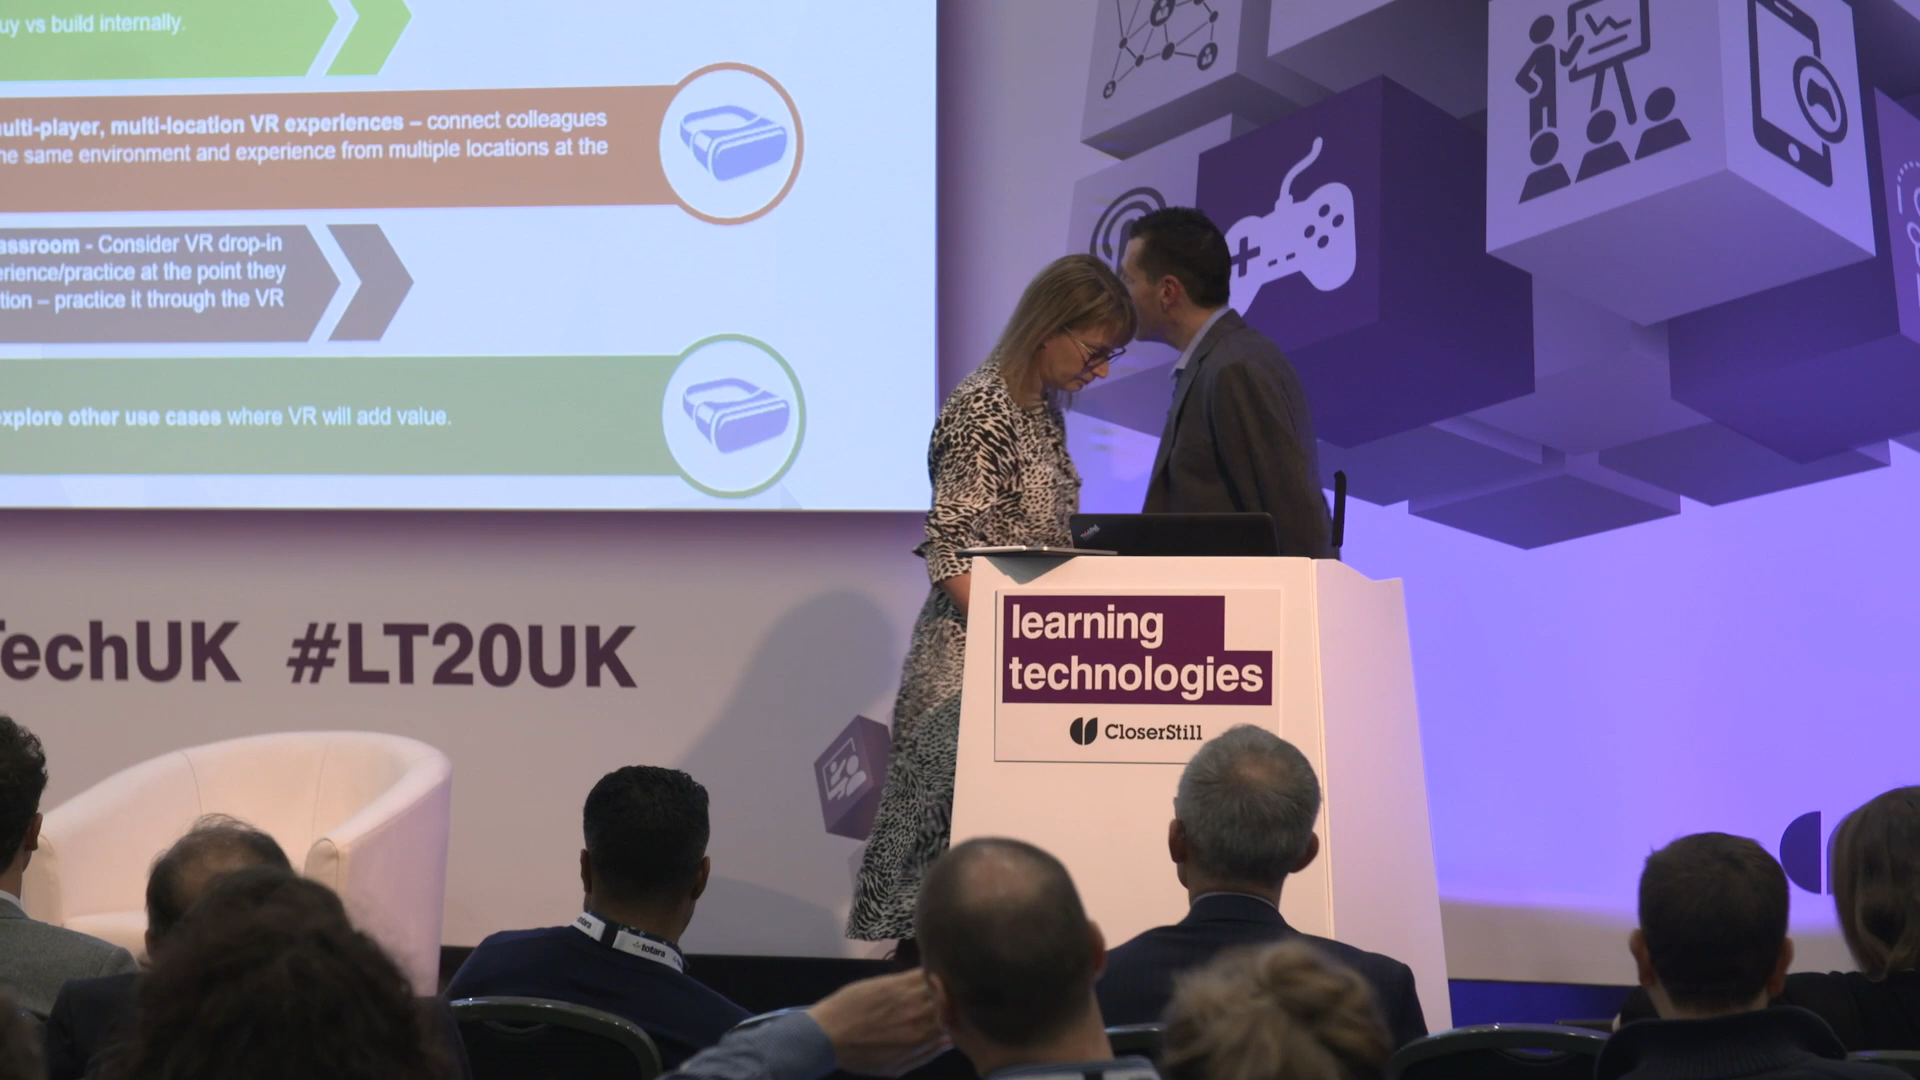 uy vs build internally.
ulti-player, multi-location VR experiences – connect colleagues
he same environment and experience from multiple locations at the
assroom - Consider VR drop-in
erience/practice at the point they
tion – practice it through the VR
explore other use cases where VR will add value.
TechUK #LT20UK
learning
technologies
CloserStill
totara